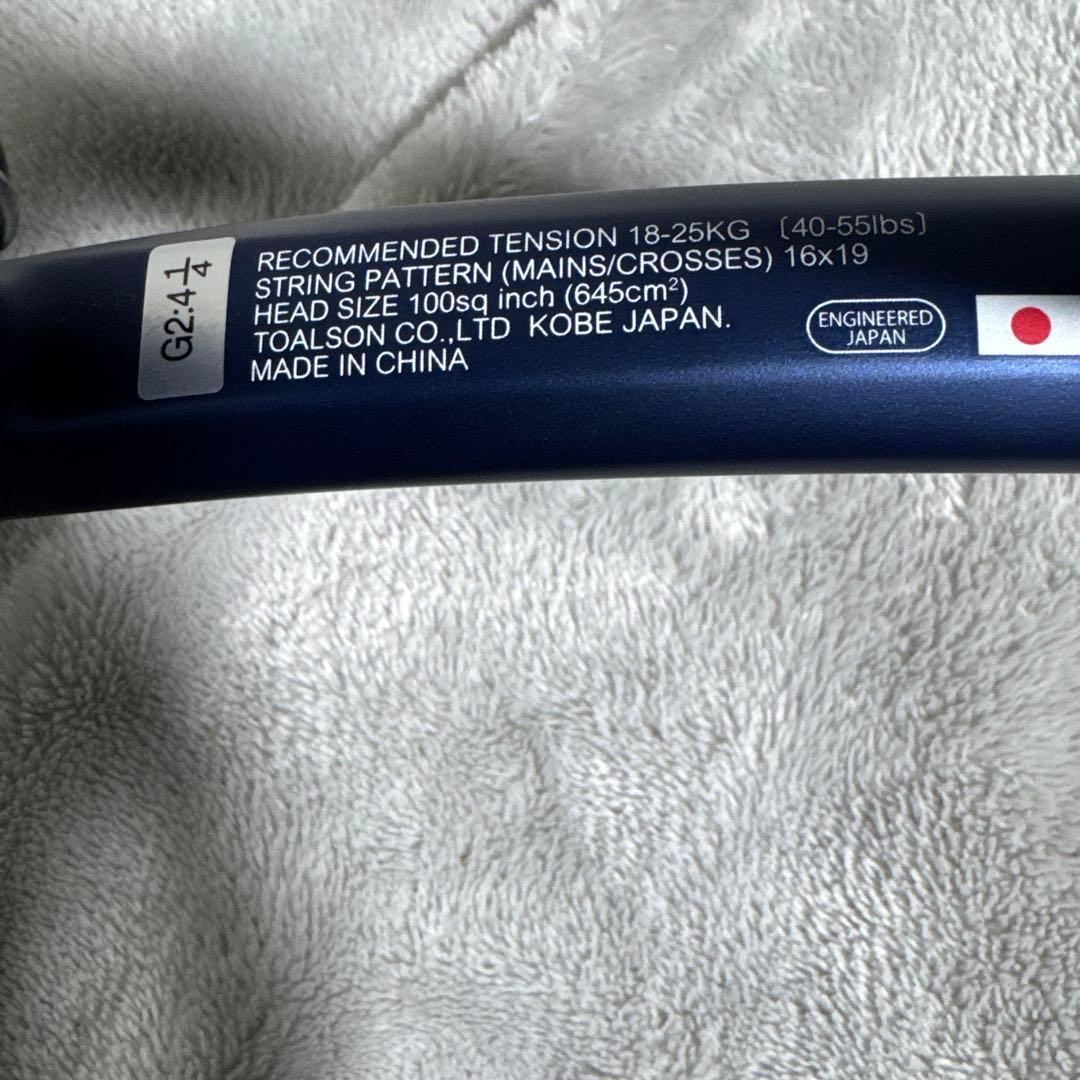 G2:4 1/4
RECOMMENDED TENSION 18-25KG [40-55lbs]
STRING PATTERN (MAINS/CROSSES) 16x19
HEAD SIZE 100sq inch (645cm²)
TOALSON CO.,LTD KOBE JAPAN.
MADE IN CHINA
ENGINEERED
JAPAN